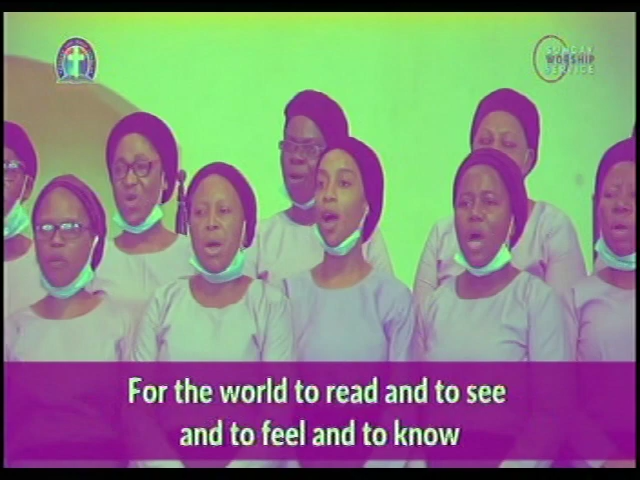 SUNDAY
WORSHIP
SERVICE
For the world to read and to see
and to feel and to know